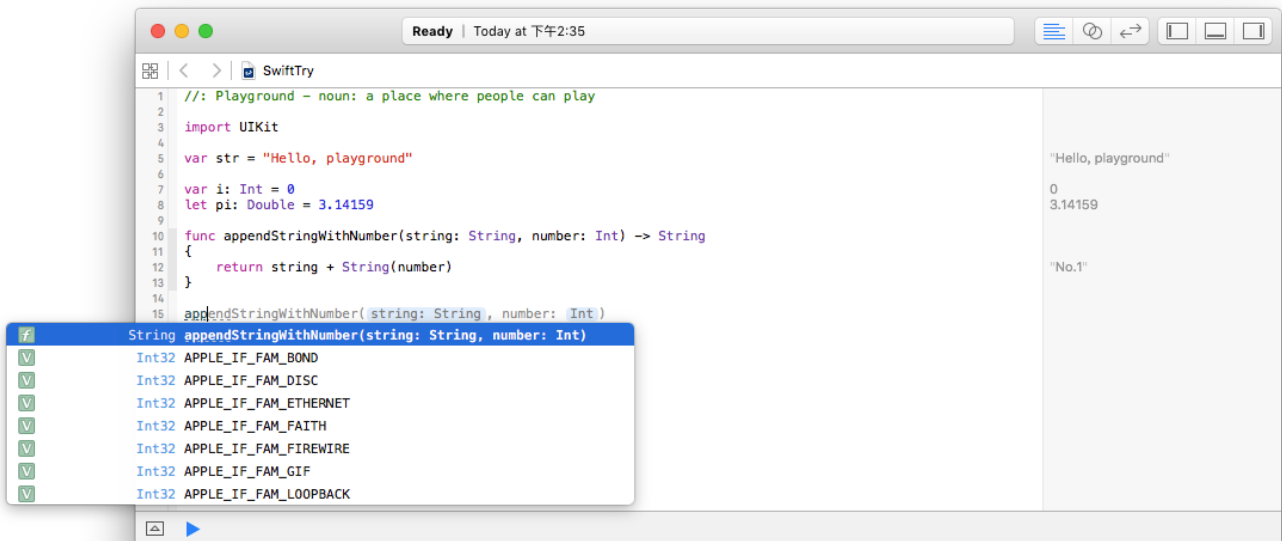 Ready | Today at 下午2:35
SwiftTry
1 //: Playground – noun: a place where people can play
2
3 import UIKit
4
5 var str = "Hello, playground" "Hello, playground"
6
7 var i: Int = 0 0
8 let pi: Double = 3.14159 3.14159
9
10 func appendStringWithNumber(string: String, number: Int) –> String
11 {
12 return string + String(number) "No.1"
13 }
14
15 appendStringWithNumber( string: String , number: Int )
f String appendStringWithNumber(string: String, number: Int)
V Int32 APPLE_IF_FAM_BOND
V Int32 APPLE_IF_FAM_DISC
V Int32 APPLE_IF_FAM_ETHERNET
V Int32 APPLE_IF_FAM_FAITH
V Int32 APPLE_IF_FAM_FIREWIRE
V Int32 APPLE_IF_FAM_GIF
V Int32 APPLE_IF_FAM_LOOPBACK